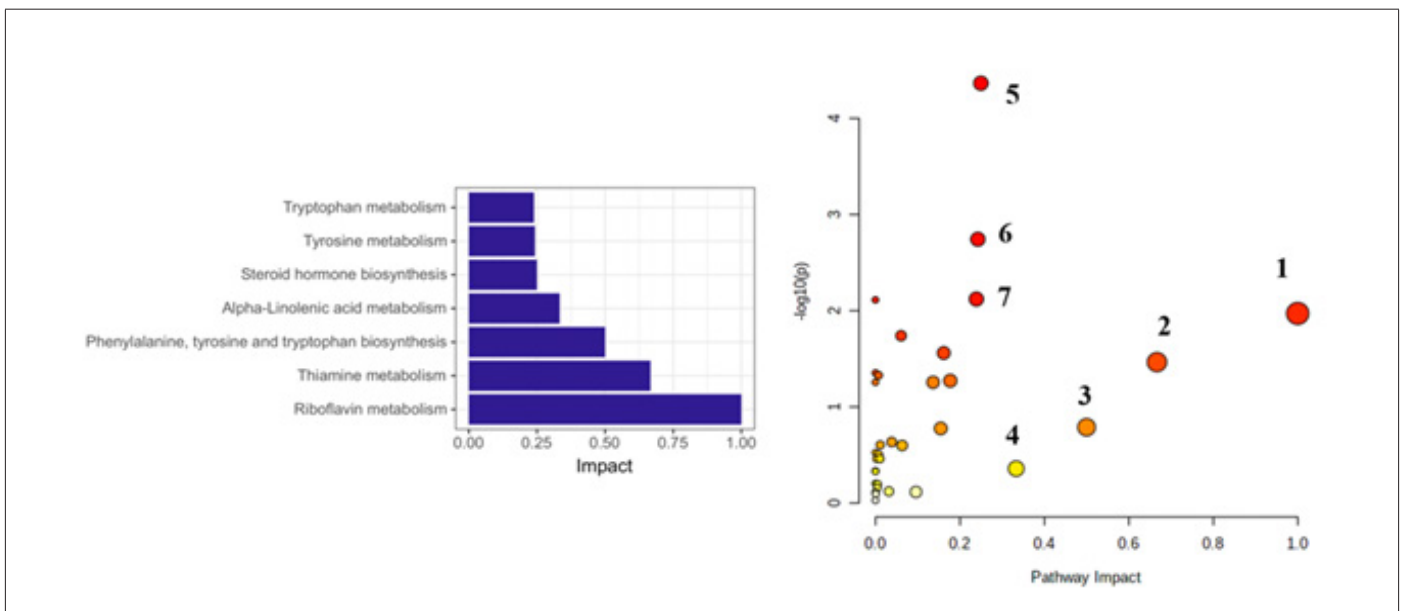 Tryptophan metabolism
Tyrosine metabolism
Steroid hormone biosynthesis
Alpha-Linolenic acid metabolism
Phenylalanine, tyrosine and tryptophan biosynthesis
Thiamine metabolism
Riboflavin metabolism
0.00 0.25 0.50 0.75 1.00
Impact
-log10(p)
4
3
2
1
0
5
6
7
1
2
3
4
0.0 0.2 0.4 0.6 0.8 1.0
Pathway Impact